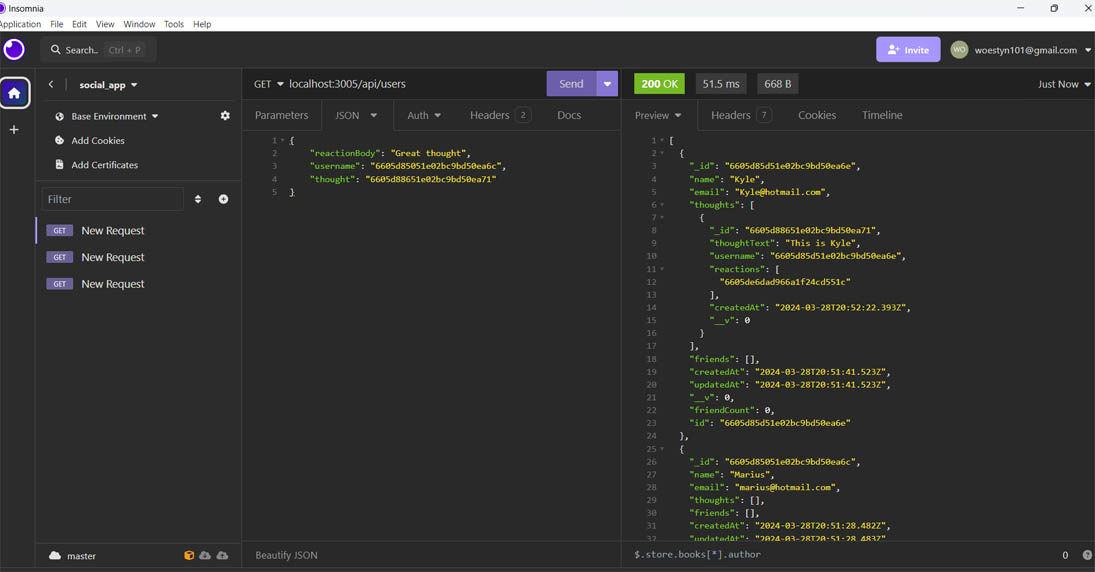 Insomnia
Application File Edit View Window Tools Help
Search.. Ctrl + P
Invite
WO woestyn101@gmail.com
social_app
Base Environment
Add Cookies
Add Certificates
Filter
GET New Request
GET New Request
GET New Request
master
GET localhost:3005/api/users
Send
Parameters JSON Auth Headers 2 Docs
1 {
2 "reactionBody": "Great thought",
3 "username": "6605d85051e02bc9bd50ea6c",
4 "thought": "6605d88651e02bc9bd50ea71"
5 }
Beautify JSON
200 OK 51.5 ms 668 B Just Now
Preview Headers 7 Cookies Timeline
1 [
2 {
3 "_id": "6605d85d51e02bc9bd50ea6e",
4 "name": "Kyle",
5 "email": "Kyle@hotmail.com",
6 "thoughts": [
7 {
8 "_id": "6605d88651e02bc9bd50ea71",
9 "thoughtText": "This is Kyle",
10 "username": "6605d85d51e02bc9bd50ea6e",
11 "reactions": [
12 "6605de6dad966a1f24cd551c"
13 ],
14 "createdAt": "2024-03-28T20:52:22.393Z",
15 "__v": 0
16 }
17 ],
18 "friends": [],
19 "createdAt": "2024-03-28T20:51:41.523Z",
20 "updatedAt": "2024-03-28T20:51:41.523Z",
21 "__v": 0,
22 "friendCount": 0,
23 "id": "6605d85d51e02bc9bd50ea6e"
24 },
25 {
26 "_id": "6605d85051e02bc9bd50ea6c",
27 "name": "Marius",
28 "email": "marius@hotmail.com",
29 "thoughts": [],
30 "friends": [],
31 "createdAt": "2024-03-28T20:51:28.482Z",
32 "updatedAt": "2024-03-28T20:51:28.483Z"
$.store.books[*].author 0